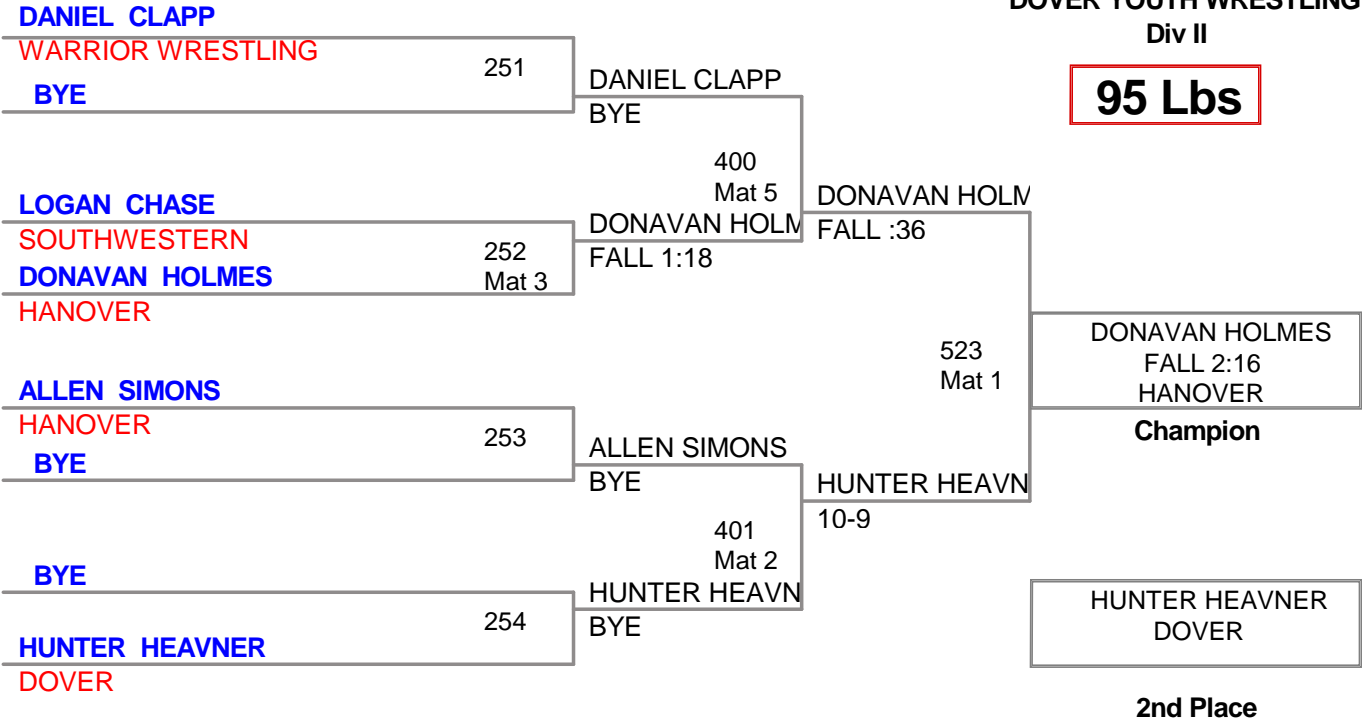 DOVER YOUTH WRESTLING
Div II
95 Lbs
DANIEL CLAPP
WARRIOR WRESTLING
BYE
251
DANIEL CLAPP
BYE
400
Mat 5
LOGAN CHASE
SOUTHWESTERN
DONAVAN HOLMES
HANOVER
252
Mat 3
DONAVAN HOLM
FALL 1:18
DONAVAN HOLM
FALL :36
523
Mat 1
DONAVAN HOLMES
FALL 2:16
HANOVER
Champion
ALLEN SIMONS
HANOVER
BYE
253
ALLEN SIMONS
BYE
401
Mat 2
HUNTER HEAVN
10-9
BYE
HUNTER HEAVNER
DOVER
254
HUNTER HEAVN
BYE
HUNTER HEAVNER
DOVER
2nd Place